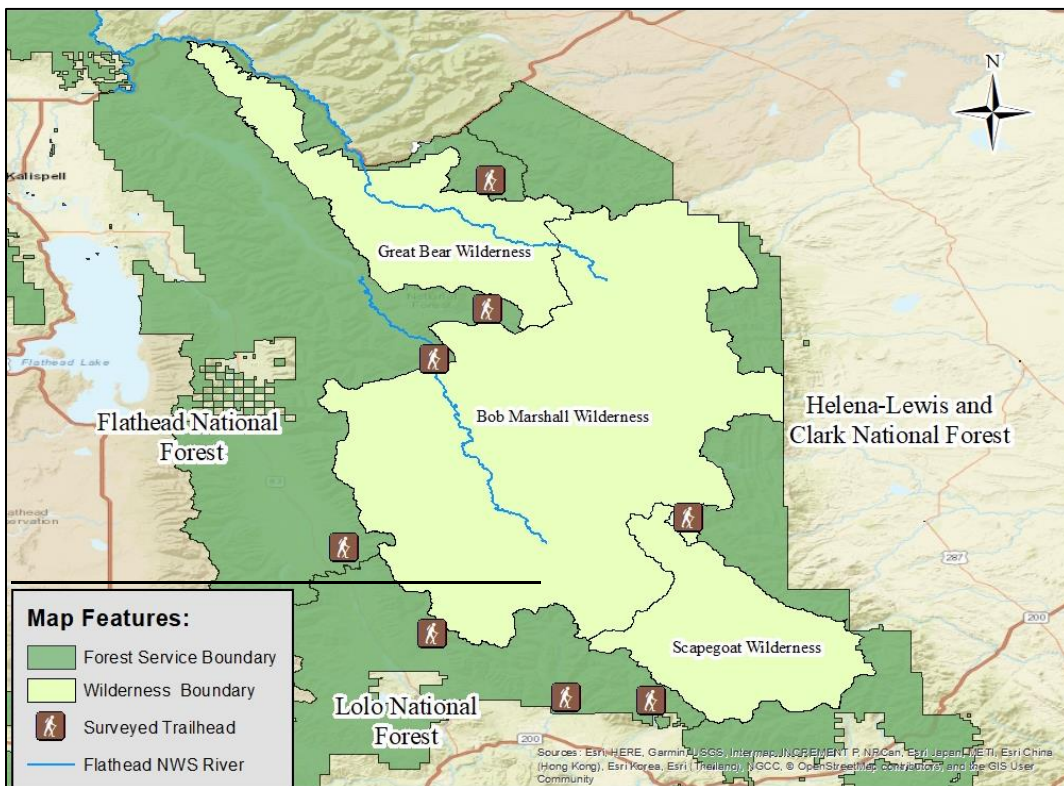 N
Kalispell
Great Bear Wilderness
Flathead Lake
Bob Marshall Wilderness
Flathead National
Forest
Helena-Lewis and
Clark National Forest
83
287
200
Scapegoat Wilderness
Lolo National
Forest
200
Map Features:
Forest Service Boundary
Wilderness Boundary
Surveyed Trailhead
Flathead NWS River
Sources: Esri, HERE, Garmin, USGS, Intermap, INCREMENT P, NRCan, Esri Japan, METI, Esri China
(Hong Kong), Esri Korea, Esri (Thailand), NGCC, © OpenStreetMap contributors, and the GIS User
Community